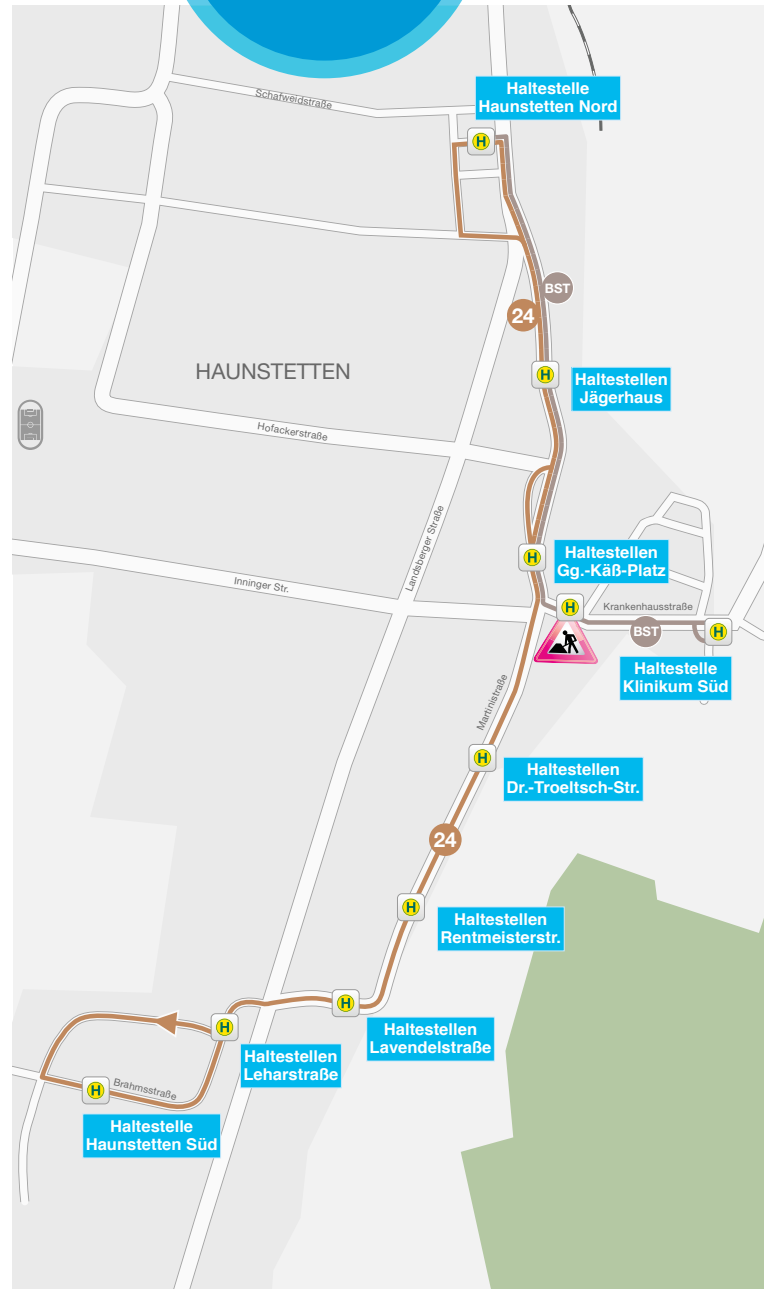 Haltestelle
Haunstetten Nord
Schafweidstraße
H
BST
24
HAUNSTETTEN
H
Haltestellen
Jägerhaus
Hofackerstraße
Landsberger Straße
H
Haltestellen
Gg.-Käß-Platz
Inninger Str.
H
Krankenhausstraße
BST
H
Haltestelle
Klinikum Süd
Martinistraße
H
Haltestellen
Dr.-Troeltsch-Str.
24
H
Haltestellen
Rentmeisterstr.
H
Haltestellen
Lavendelstraße
H
Haltestellen
Leharstraße
Brahmsstraße
H
Haltestelle
Haunstetten Süd